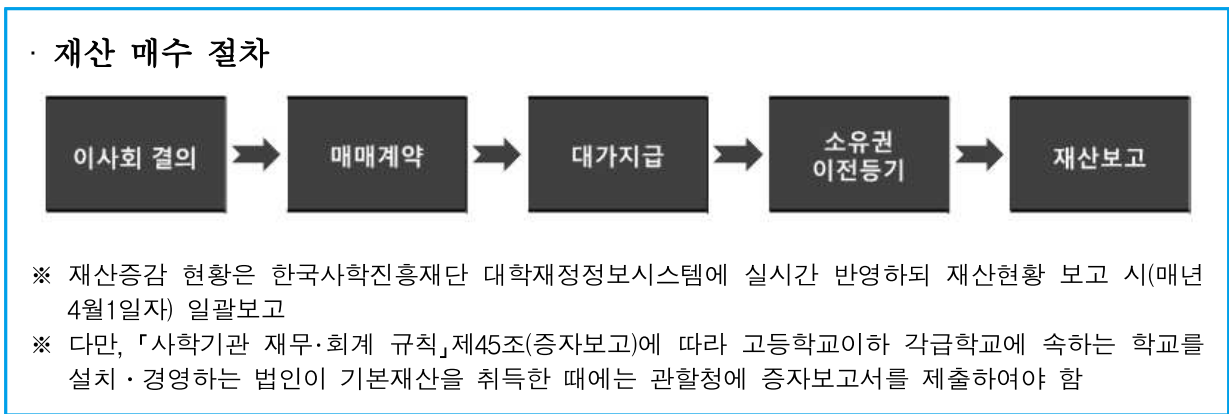 · 재산 매수 절차
이사회 결의
매매계약
대가지급
소유권
이전등기
재산보고
※ 재산증감 현황은 한국사학진흥재단 대학재정정보시스템에 실시간 반영하되 재산현황 보고 시(매년
4월1일자) 일괄보고
※ 다만, 「사학기관 재무·회계 규칙」제45조(증자보고)에 따라 고등학교이하 각급학교에 속하는 학교를
설치·경영하는 법인이 기본재산을 취득한 때에는 관할청에 증자보고서를 제출하여야 함